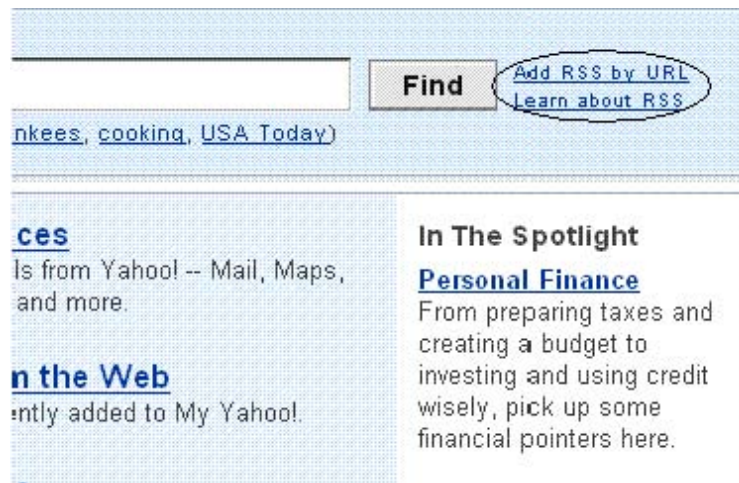 Find
Add RSS by URL
Learn about RSS
nkees, cooking, USA Today)
ces
ls from Yahoo! -- Mail, Maps,
and more.
m the Web
ently added to My Yahoo!.
In The Spotlight
Personal Finance
From preparing taxes and
creating a budget to
investing and using credit
wisely, pick up some
financial pointers here.